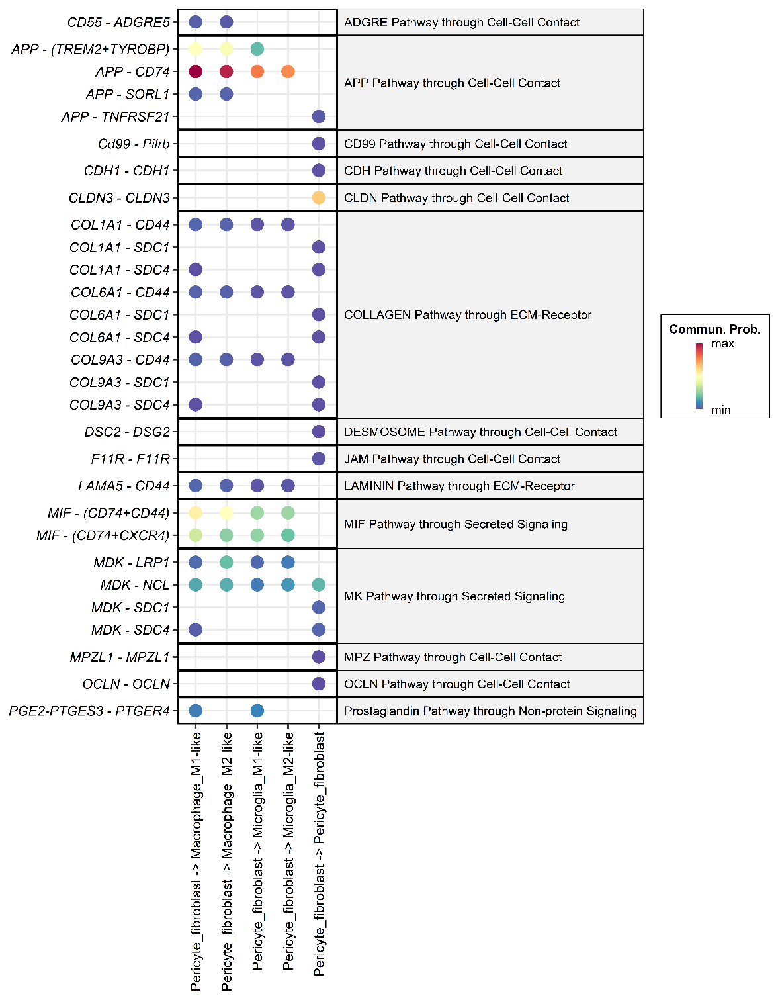 CD55 - ADGRE5
ADGRE Pathway through Cell-Cell Contact
APP - (TREM2+TYROBP)
APP - CD74
APP - SORL1
APP - TNFRSF21
APP Pathway through Cell-Cell Contact
Cd99 - Pilrb
CD99 Pathway through Cell-Cell Contact
CDH1 - CDH1
CDH Pathway through Cell-Cell Contact
CLDN3 - CLDN3
CLDN Pathway through Cell-Cell Contact
COL1A1 - CD44
COL1A1 - SDC1
COL1A1 - SDC4
COL6A1 - CD44
COL6A1 - SDC1
COL6A1 - SDC4
COL9A3 - CD44
COL9A3 - SDC1
COL9A3 - SDC4
COLLAGEN Pathway through ECM-Receptor
DSC2 - DSG2
DESMOSOME Pathway through Cell-Cell Contact
F11R - F11R
JAM Pathway through Cell-Cell Contact
LAMA5 - CD44
LAMININ Pathway through ECM-Receptor
MIF - (CD74+CD44)
MIF - (CD74+CXCR4)
MIF Pathway through Secreted Signaling
MDK - LRP1
MDK - NCL
MDK - SDC1
MDK - SDC4
MK Pathway through Secreted Signaling
MPZL1 - MPZL1
MPZ Pathway through Cell-Cell Contact
OCLN - OCLN
OCLN Pathway through Cell-Cell Contact
PGE2-PTGES3 - PTGER4
Prostaglandin Pathway through Non-protein Signaling
Pericyte_fibroblast -> Macrophage_M1-like
Pericyte_fibroblast -> Macrophage_M2-like
Pericyte_fibroblast -> Microglia_M1-like
Pericyte_fibroblast -> Microglia_M2-like
Pericyte_fibroblast -> Pericyte_fibroblast
Commun. Prob.
max
min